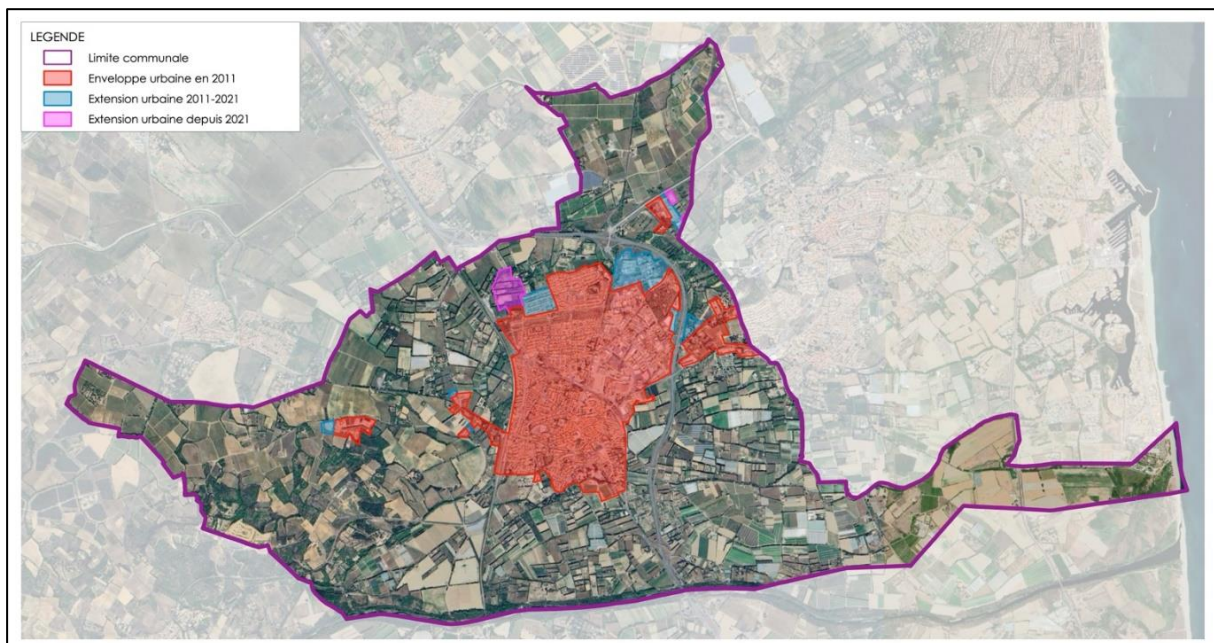 LEGENDE
Limite communale
Enveloppe urbaine en 2011
Extension urbaine 2011-2021
Extension urbaine depuis 2021